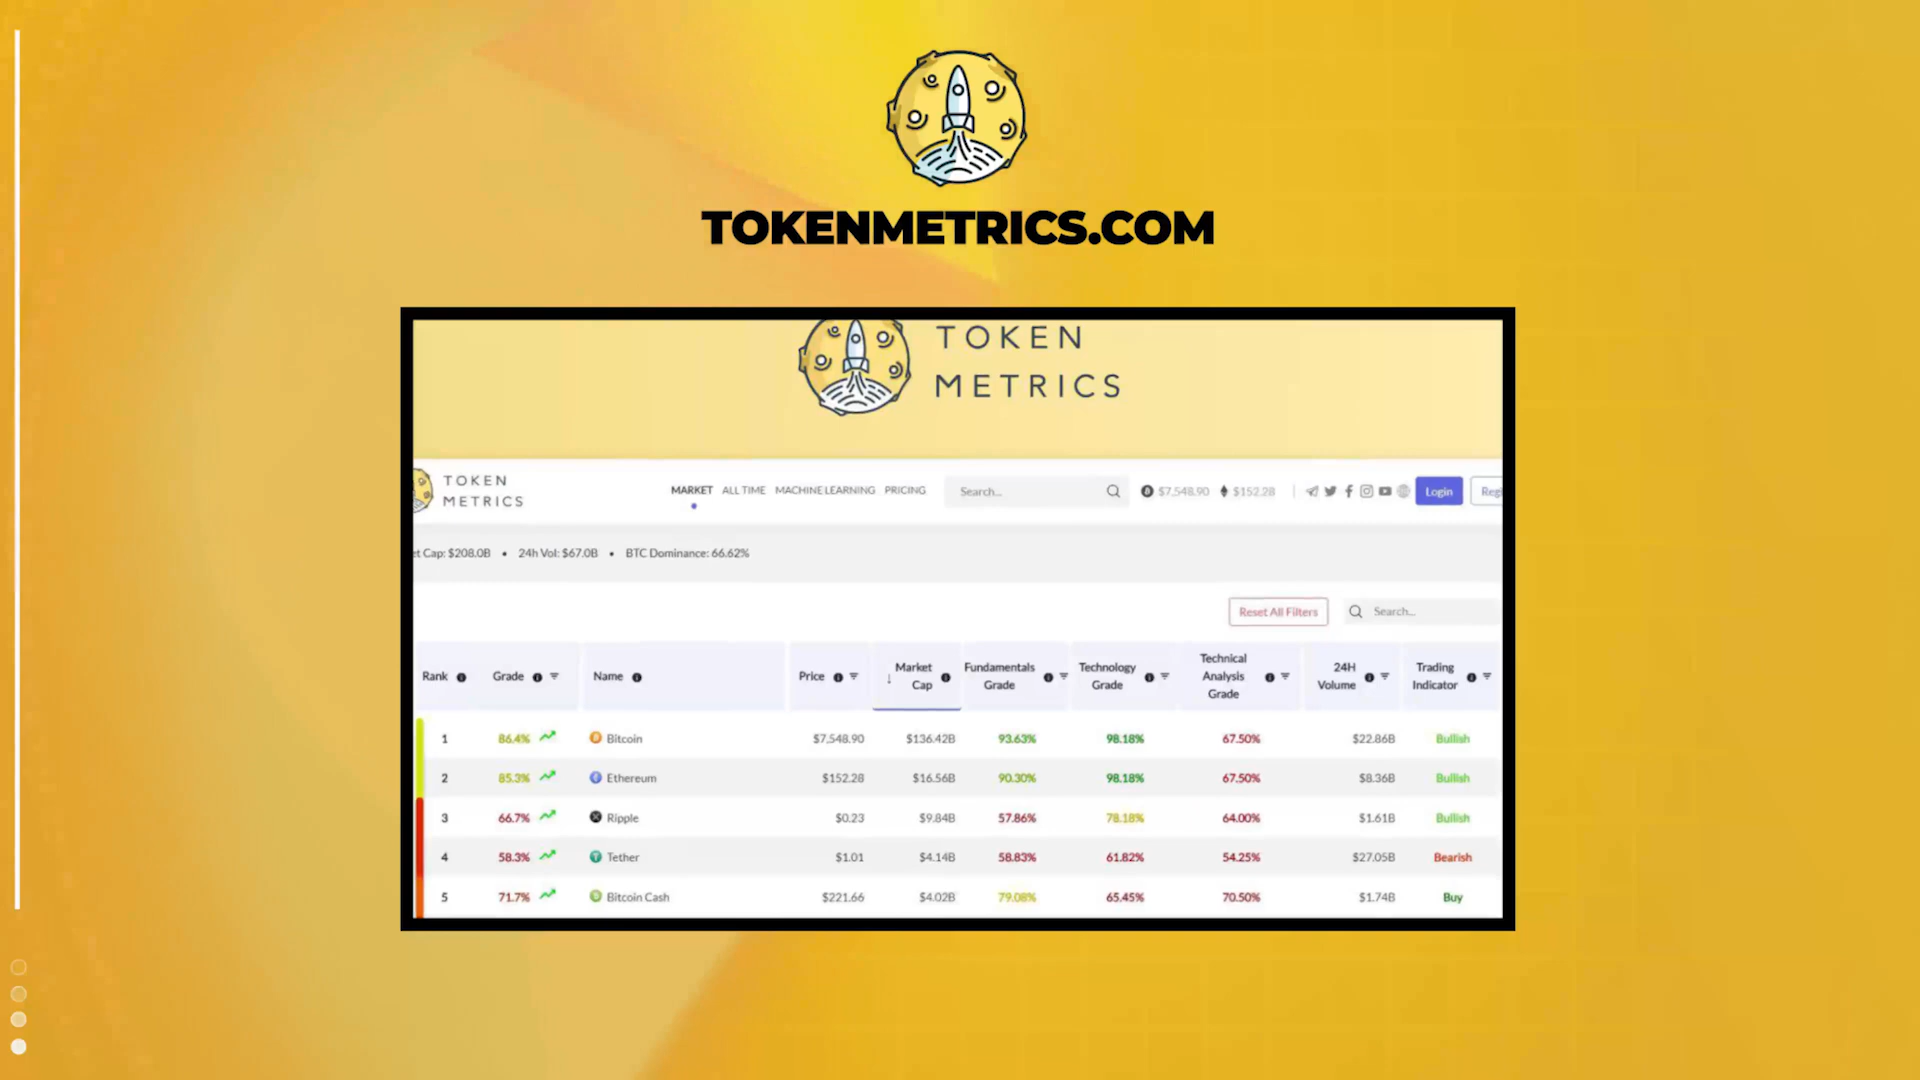 TOKENMETRICS.COM
TOKEN
METRICS
TOKEN
METRICS
MARKET ALL TIME MACHINE LEARNING PRICING Search... $7,548.90 $152.28 Login
et Cap: $208.0B • 24h Vol: $67.0B • BTC Dominance: 66.62%
Reset All Filters Search...
Rank Grade Name Price Market Cap Fundamentals Grade Technology Grade Technical Analysis Grade 24H Volume Trading Indicator
1 86.4% Bitcoin $7,548.90 $136.42B 93.63% 98.18% 67.50% $22.86B Bullish
2 85.3% Ethereum $152.28 $16.56B 90.30% 98.18% 67.50% $8.36B Bullish
3 66.7% Ripple $0.23 $9.84B 57.86% 78.18% 64.00% $1.61B Bullish
4 58.3% Tether $1.01 $4.14B 58.83% 61.82% 54.25% $27.05B Bearish
5 71.7% Bitcoin Cash $221.66 $4.02B 79.08% 65.45% 70.50% $1.74B Buy